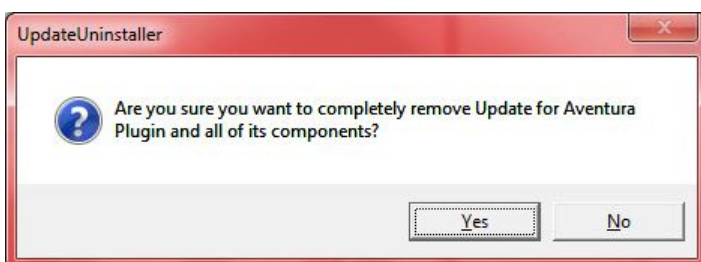 UpdateUninstaller
Are you sure you want to completely remove Update for Aventura
Plugin and all of its components?
Yes
No